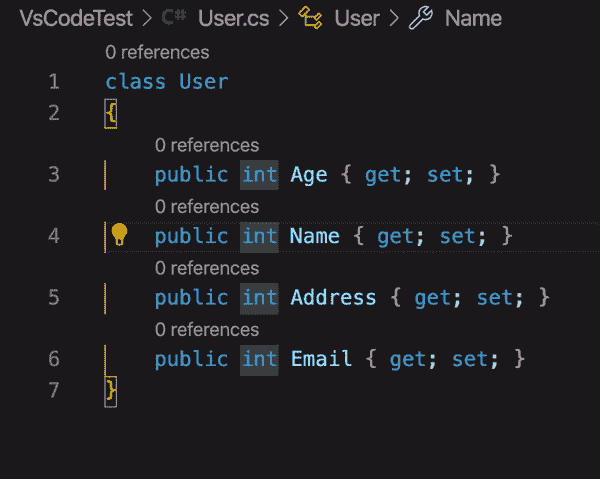 VsCodeTest > C# User.cs > User > Name
0 references
1 class User
2 {
0 references
3 public int Age { get; set; }
0 references
4 public int Name { get; set; }
0 references
5 public int Address { get; set; }
0 references
6 public int Email { get; set; }
7 }